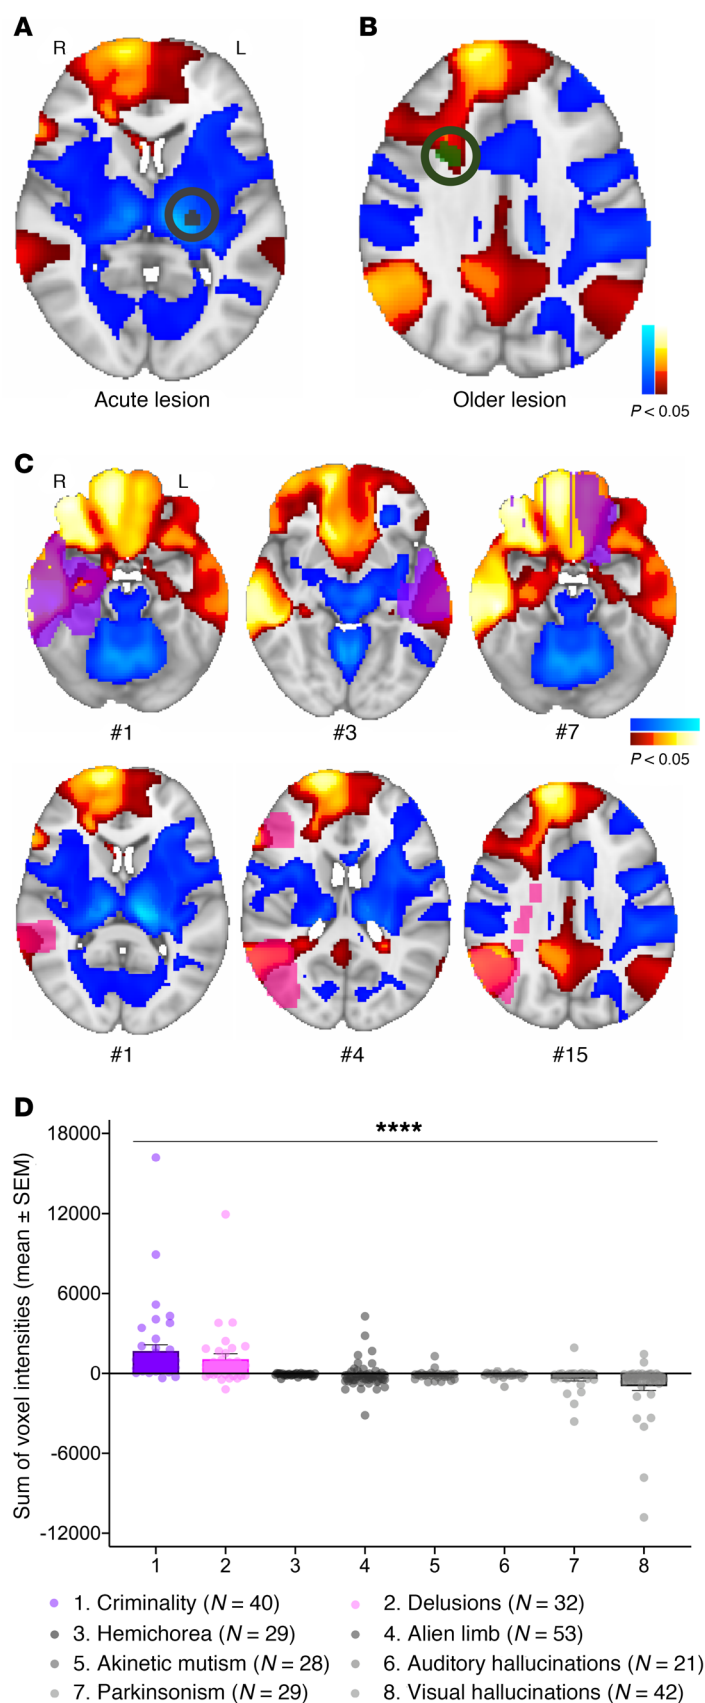 A
B
R
L
Acute lesion
Older lesion
P < 0.05
C
R
L
#1
#3
#7
P < 0.05
#1
#4
#15
D
****
Sum of voxel intensities (mean ± SEM)
18000
12000
6000
0
-6000
-12000
1 2 3 4 5 6 7 8
1. Criminality (N = 40)
2. Delusions (N = 32)
3. Hemichorea (N = 29)
4. Alien limb (N = 53)
5. Akinetic mutism (N = 28)
6. Auditory hallucinations (N = 21)
7. Parkinsonism (N = 29)
8. Visual hallucinations (N = 42)